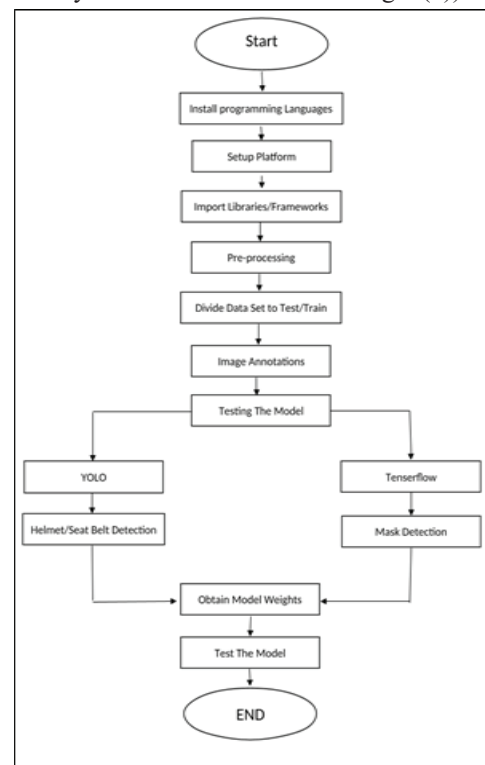 Start
Install programming Languages
Setup Platform
Import Libraries/Frameworks
Pre-processing
Divide Data Set to Test/Train
Image Annotations
Testing The Model
YOLO
Tenserflow
Helmet/Seat Belt Detection
Mask Detection
Obtain Model Weights
Test The Model
END